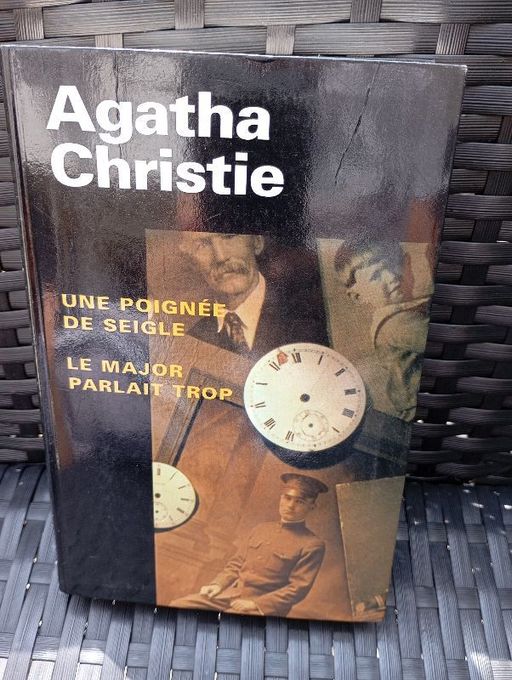 Agatha
Christie
UNE POIGNÉE
DE SEIGLE
LE MAJOR
PARLAIT TROP